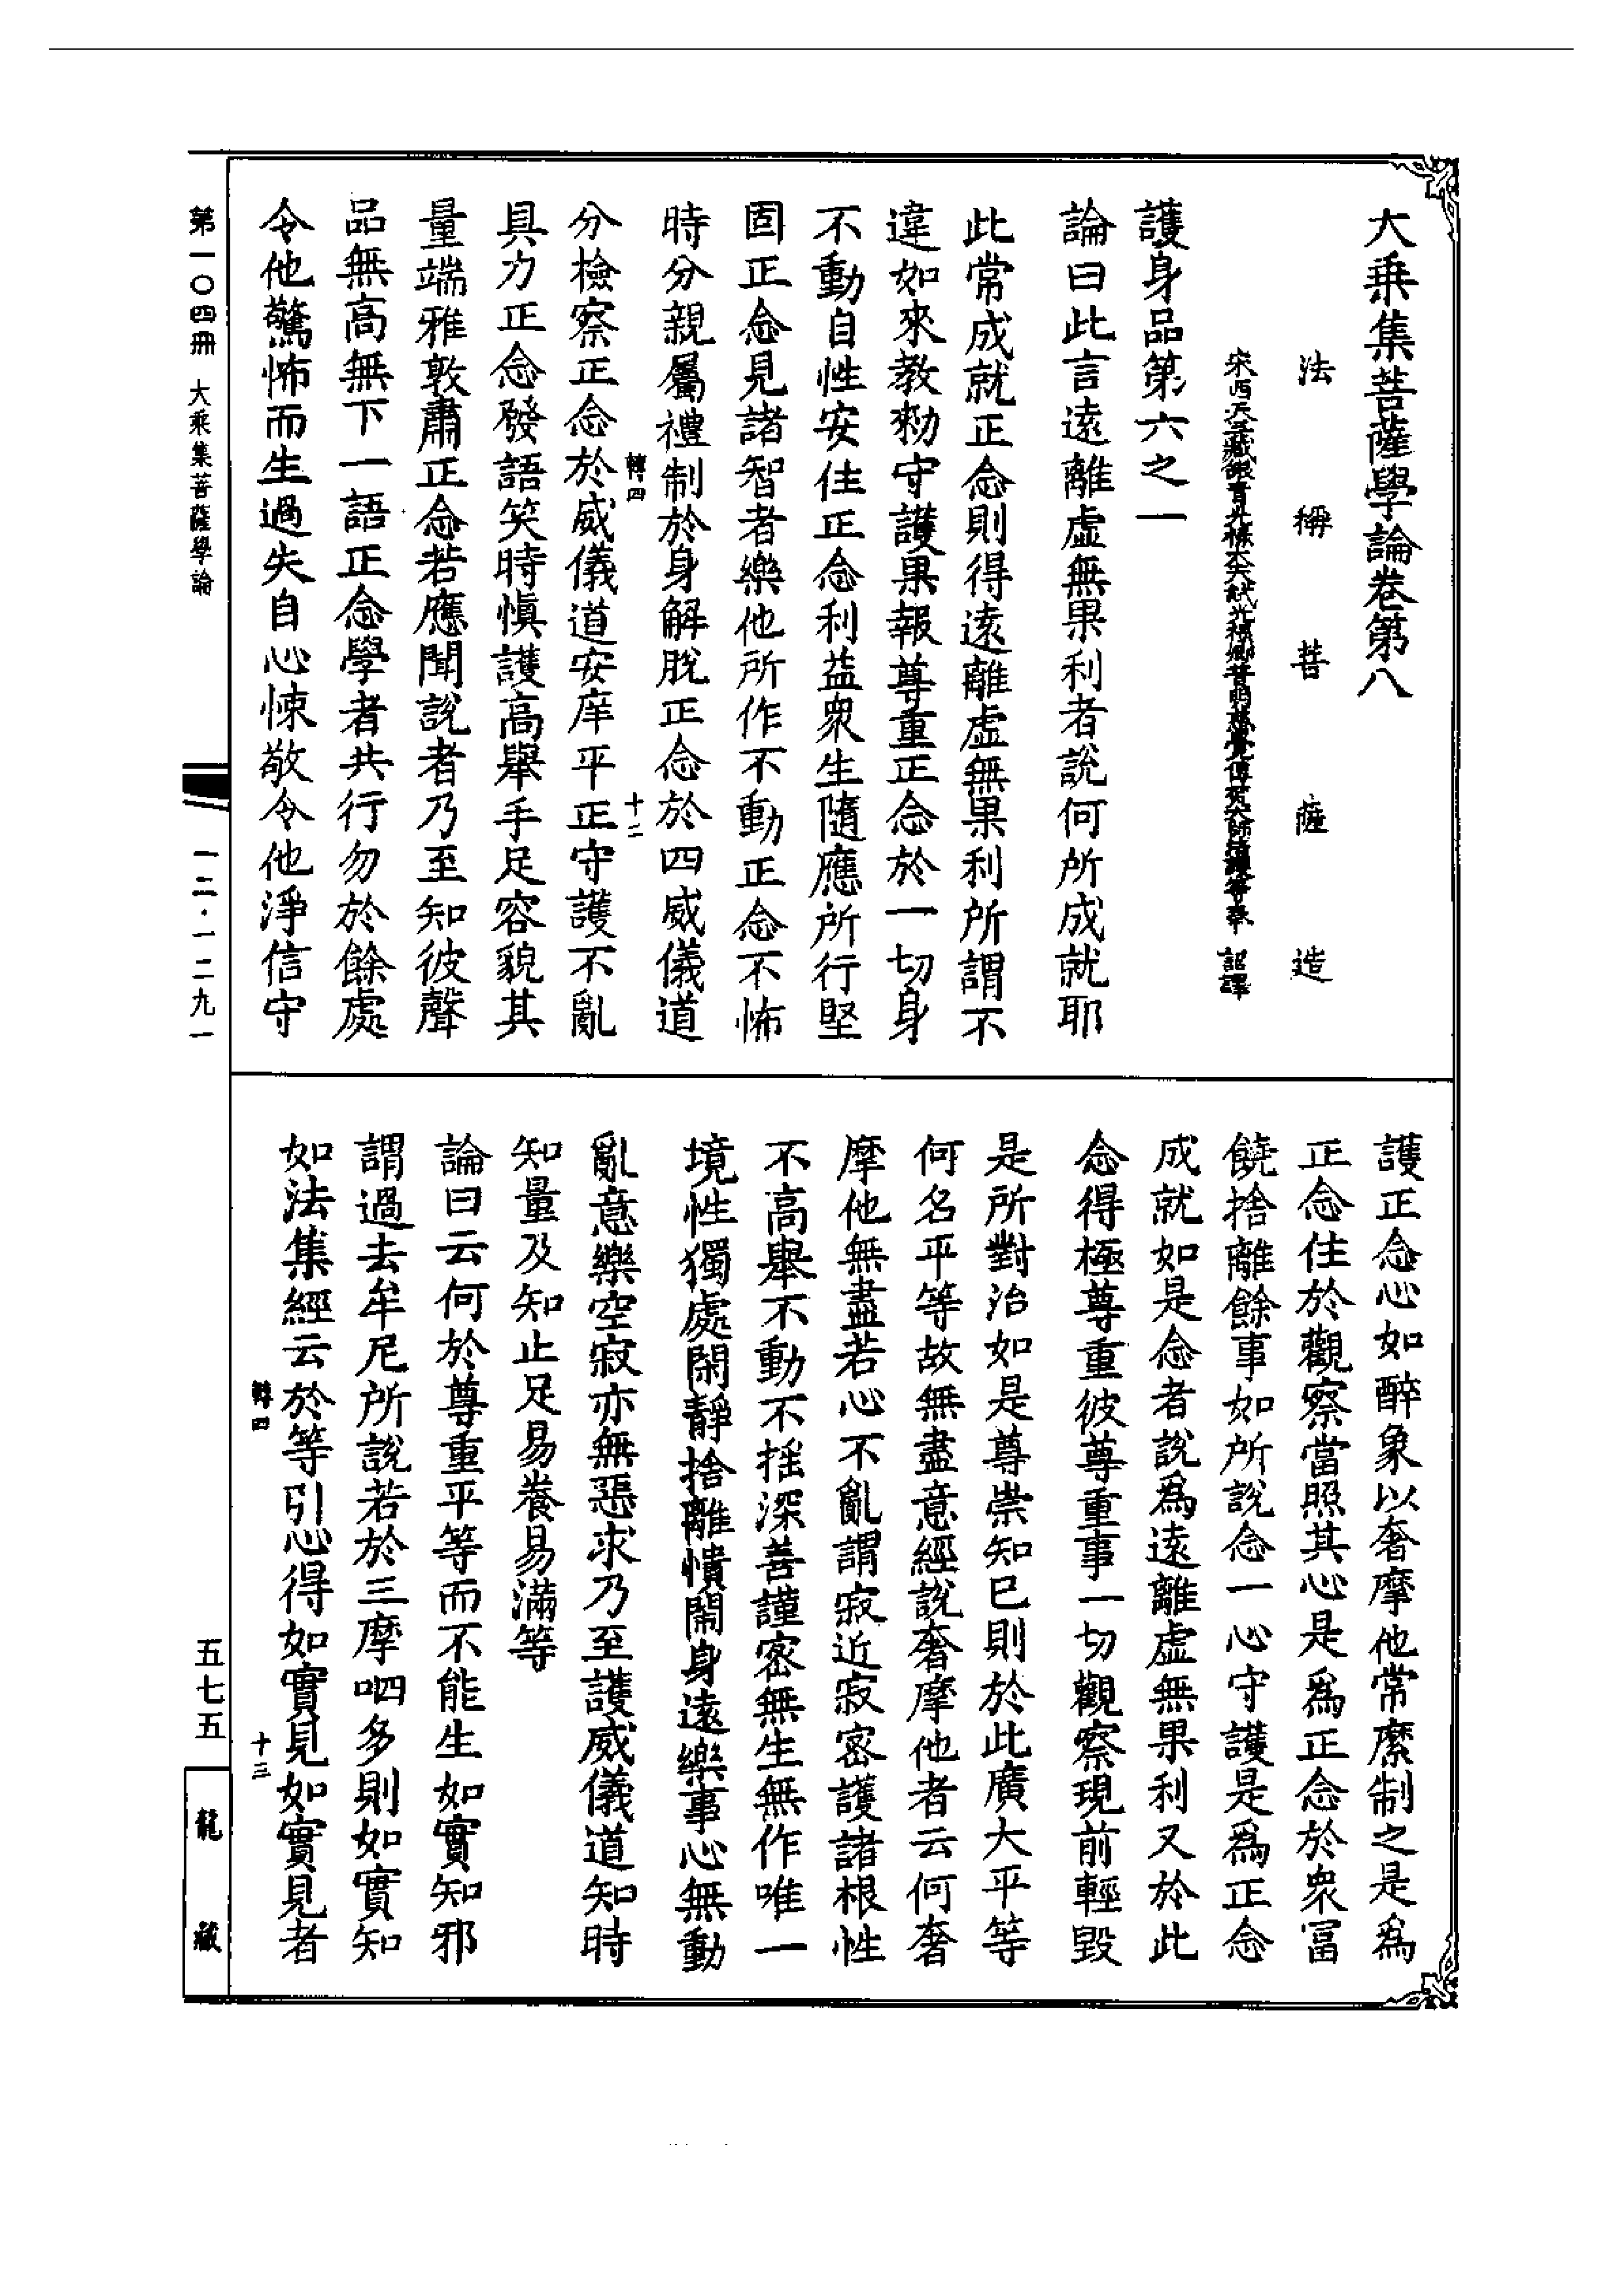 大乘集菩薩學論卷第八
法稱菩薩造
宋西天三藏銀青光祿大夫試光祿卿普明慈覺傳梵大師法護等奉 詔譯
護身品第六之一
論曰此言遠離虛無果利者說何所成就耶
此常成就正念則得遠離虛無果利所謂不
違如來教勑守護果報尊重正念於一切身
不動自性安住正念利益衆生隨應所行堅
固正念見諸智者樂他所作不動正念不怖
時分親屬禮制於身解脫正念於四威儀道
轉四
十二
分檢察正念於威儀道安庠平正守護不亂
具力正念發語笑時慎護高舉手足容貌其
量端雅敦肅正念若應聞說者乃至知彼聲
品無高無下一語正念學者共行勿於餘處
令他驚怖而生過失自心悚敬令他淨信守
護正念心如醉象以奢摩他常縻制之是為
正念住於觀察當照其心是為正念於衆冨
饒捨離餘事如所說念一心守護是為正念
成就如是念者說為遠離虛無果利又於此
念得極尊重彼尊重事一切觀察現前輕毀
是所對治如是尊崇知已則於此廣大平等
何名平等故無盡意經說奢摩他者云何奢
摩他無盡若心不亂謂寂近寂密護諸根性
不高舉不動不搖深善謹密無生無作唯一
境性獨處閑靜捨離憒閙身遠樂事心無動
亂意樂空寂亦無惡求乃至護威儀道知時
知量及知止足易養易滿等
論曰云何於尊重平等而不能生如實知邪
謂過去牟尼所說若於三摩呬多則如實知
如法集經云於等引心得如實見如實見者
轉四
十三
第一〇四冊 大乘集菩薩學論
一二·一二九一
五七五
龍藏